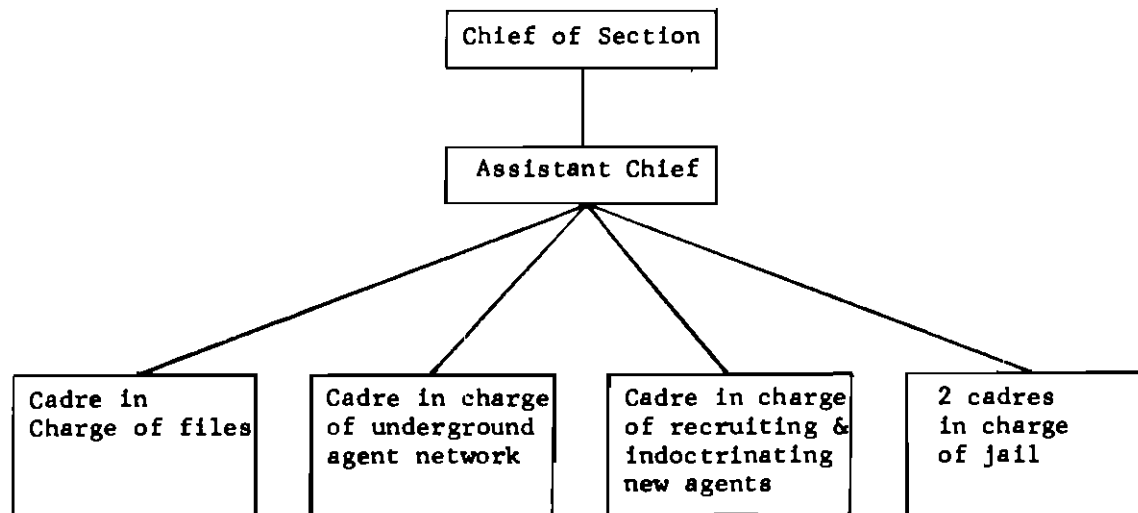 Chief of Section
Assistant Chief
Cadre in
Charge of files
Cadre in charge
of underground
agent network
Cadre in charge
of recruiting &
indoctrinating
new agents
2 cadres
in charge
of jail